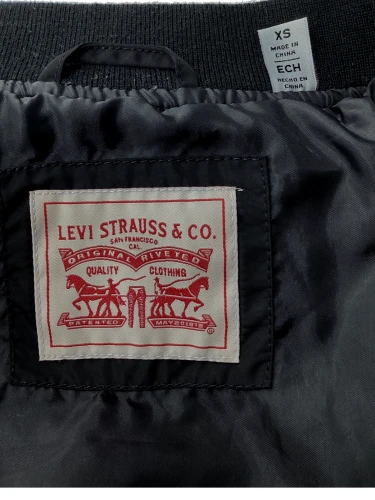 XS
MADE IN
CHINA
ECH
HECHO EN
CHINA
LEVI STRAUSS & CO.
SAN FRANCISCO
CAL.
ORIGINAL RIVETED
QUALITY CLOTHING
PATENTED MAY 20 1873
®